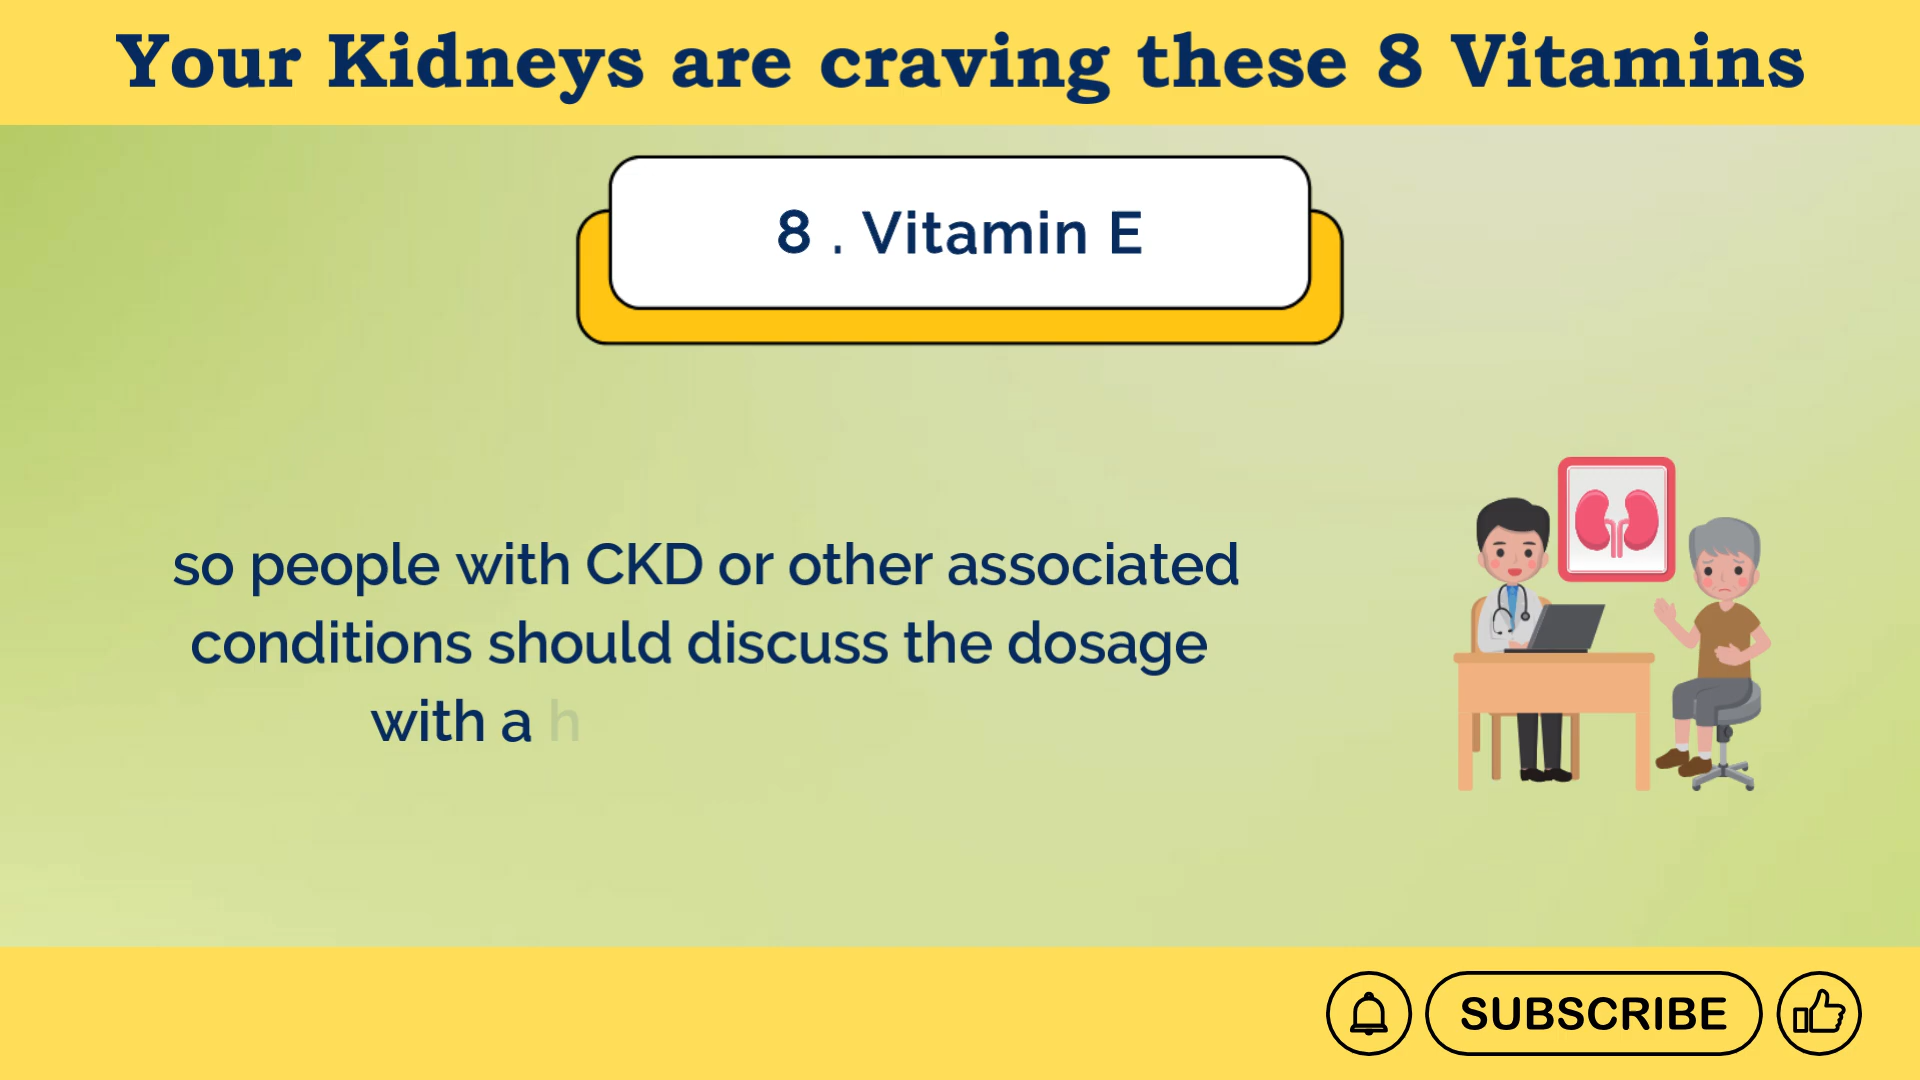 Your Kidneys are craving these 8 Vitamins
8 . Vitamin E
so people with CKD or other associated
conditions should discuss the dosage
with a h
SUBSCRIBE